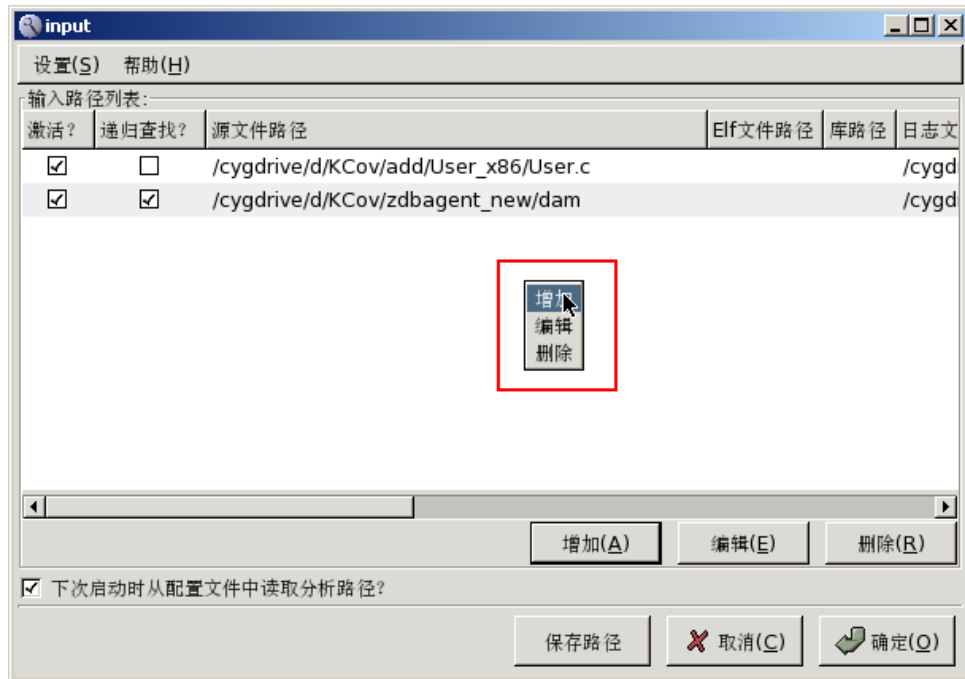 input
设置(S) 帮助(H)
输入路径列表:
激活? 递归查找? 源文件路径 Elf文件路径 库路径 日志文
/cygdrive/d/KCov/add/User_x86/User.c /cygd
/cygdrive/d/KCov/zdbagent_new/dam /cygd
增加
编辑
删除
增加(A) 编辑(E) 删除(R)
下次启动时从配置文件中读取分析路径?
保存路径 取消(C) 确定(O)